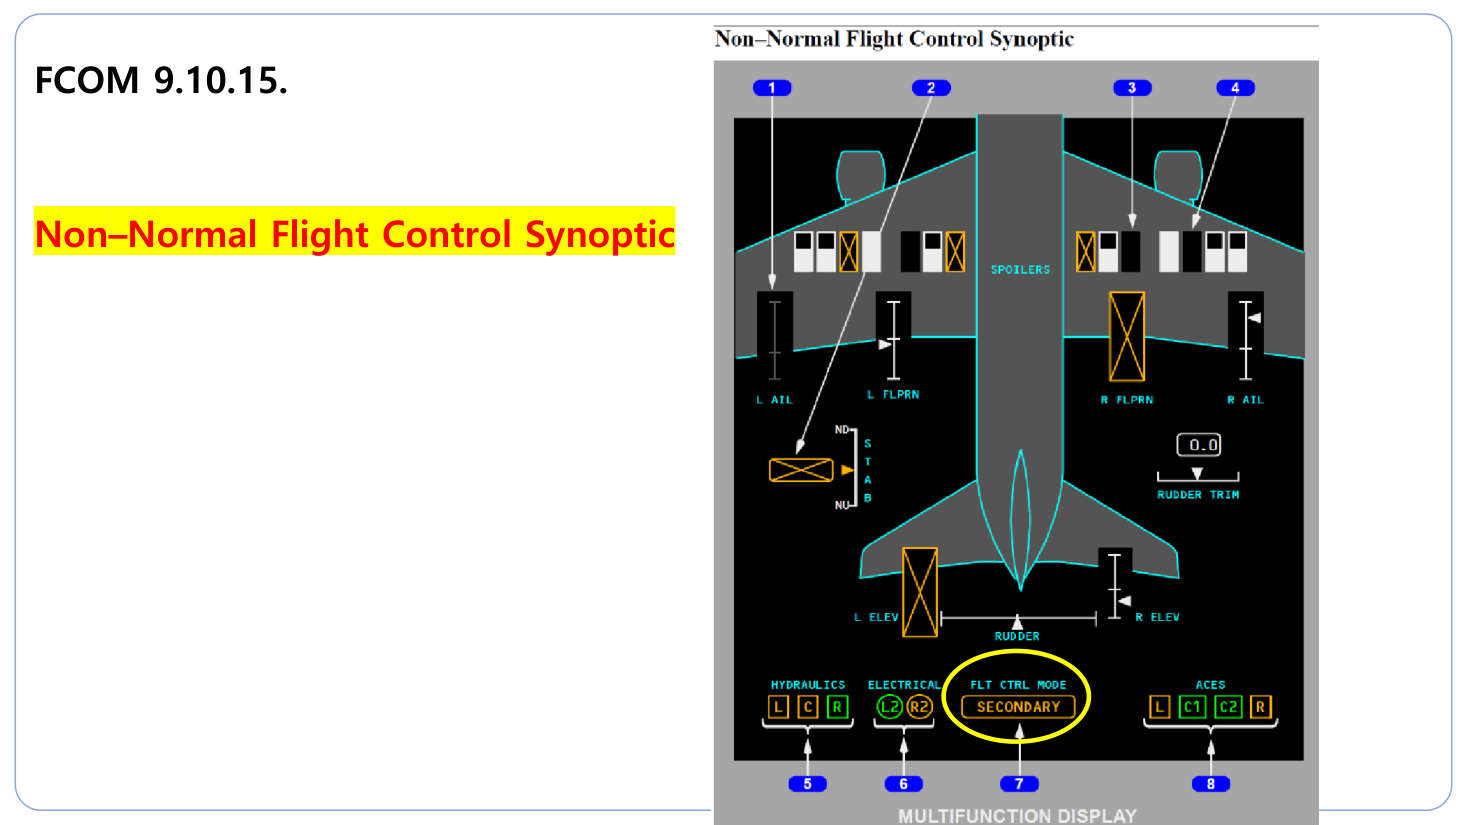 FCOM 9.10.15.
Non–Normal Flight Control Synoptic
Non–Normal Flight Control Synoptic
1 2 3 4
SPOILERS
L AIL
L FLPRN
R FLPRN
R AIL
ND
STAB
NU
0.0
RUDDER TRIM
L ELEV
RUDDER
R ELEV
HYDRAULICS
L C R
ELECTRICAL
L2 R2
FLT CTRL MODE
SECONDARY
ACES
L C1 C2 R
5 6 7 8
MULTIFUNCTION DISPLAY